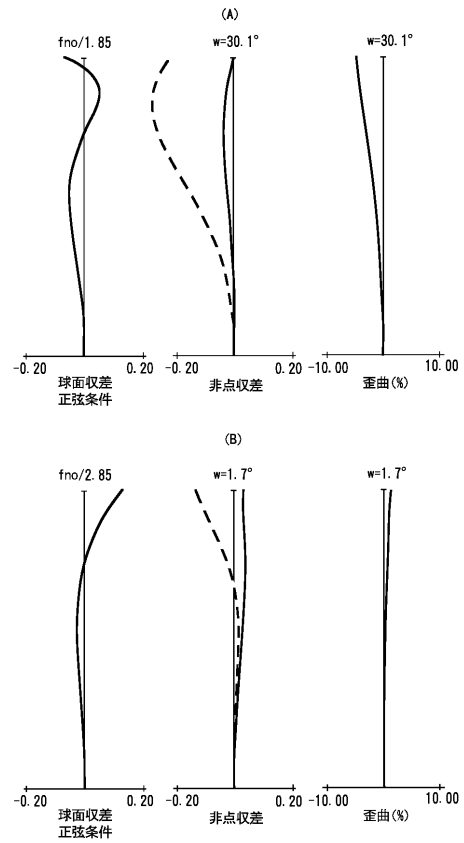 (A)
fno/1.85
w=30.1°
w=30.1°
-0.20 0.20
-0.20 0.20
-10.00 10.00
球面収差
正弦条件
非点収差
歪曲(%)
(B)
fno/2.85
w=1.7°
w=1.7°
-0.20 0.20
-0.20 0.20
-10.00 10.00
球面収差
正弦条件
非点収差
歪曲(%)